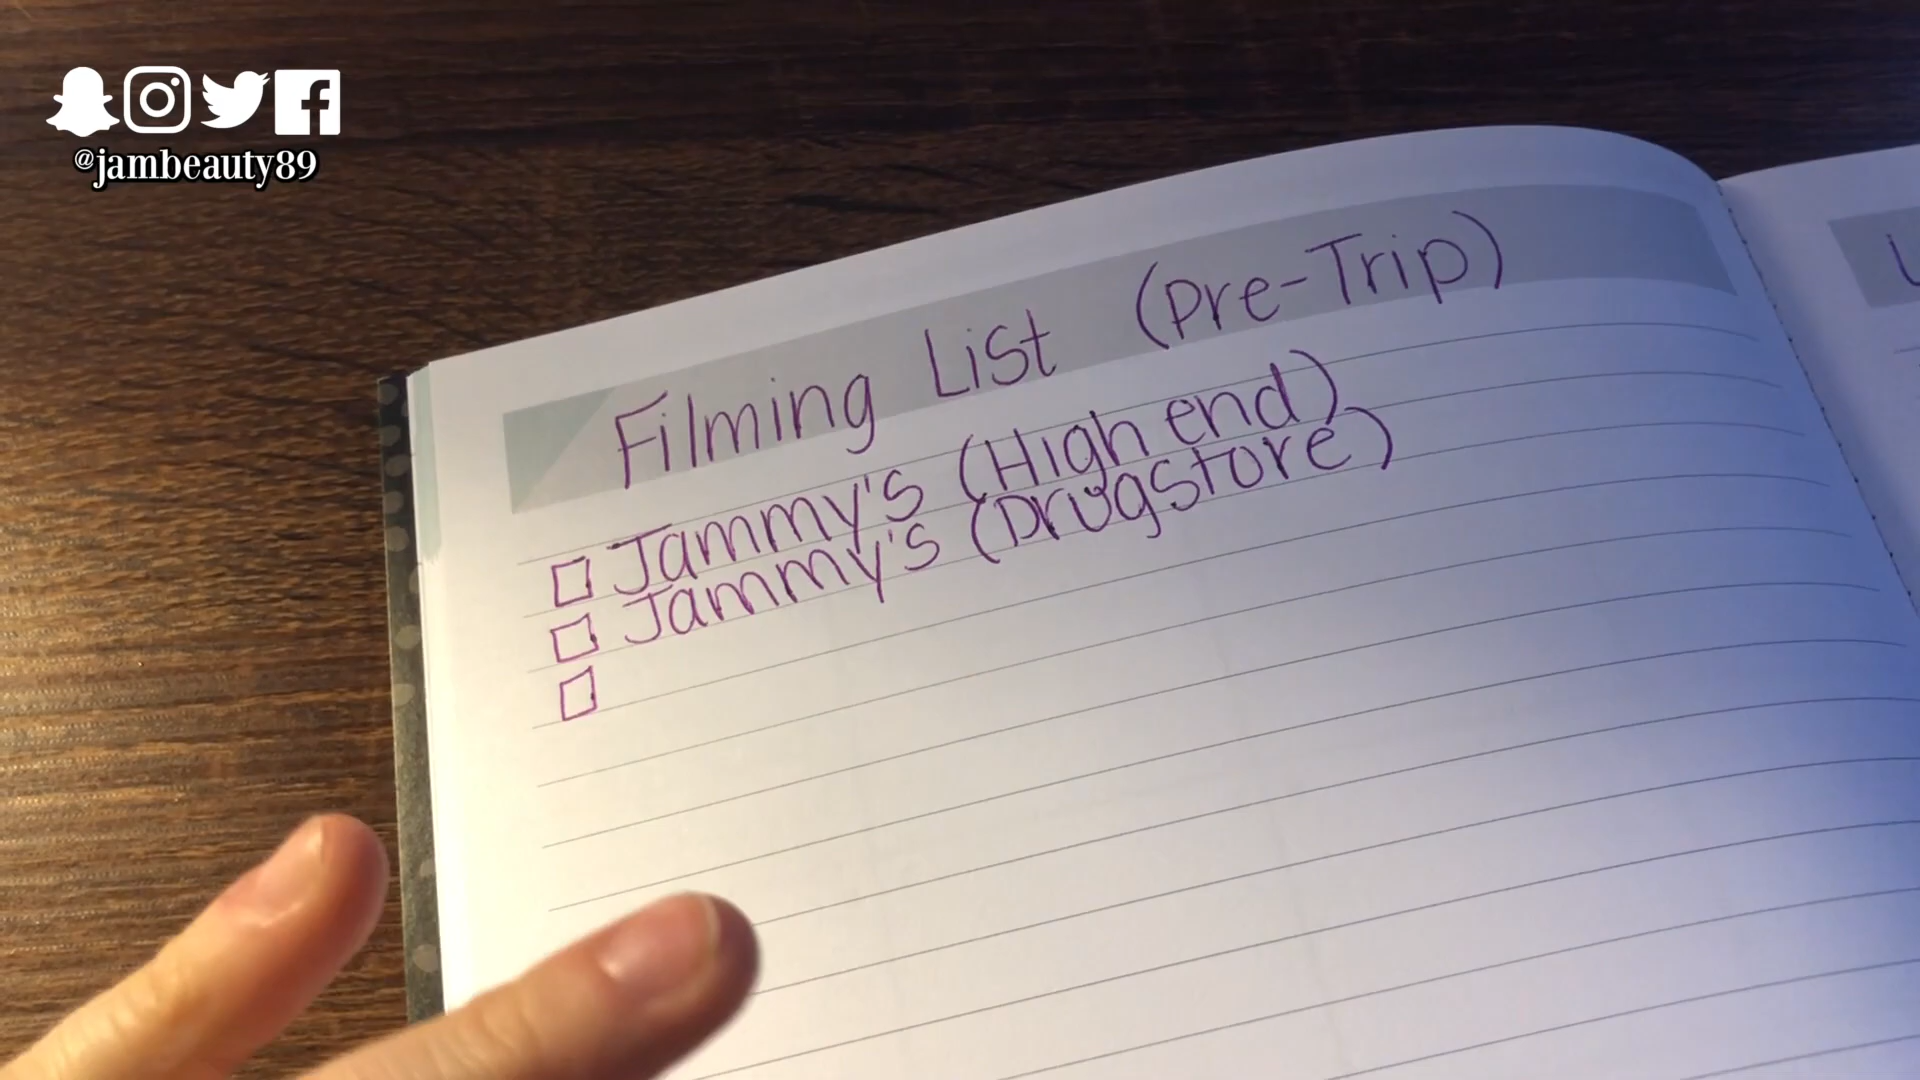 @jambeauty89
Filming List (Pre-Trip)
Jammy's (High end)
Jammy's (Drugstore)